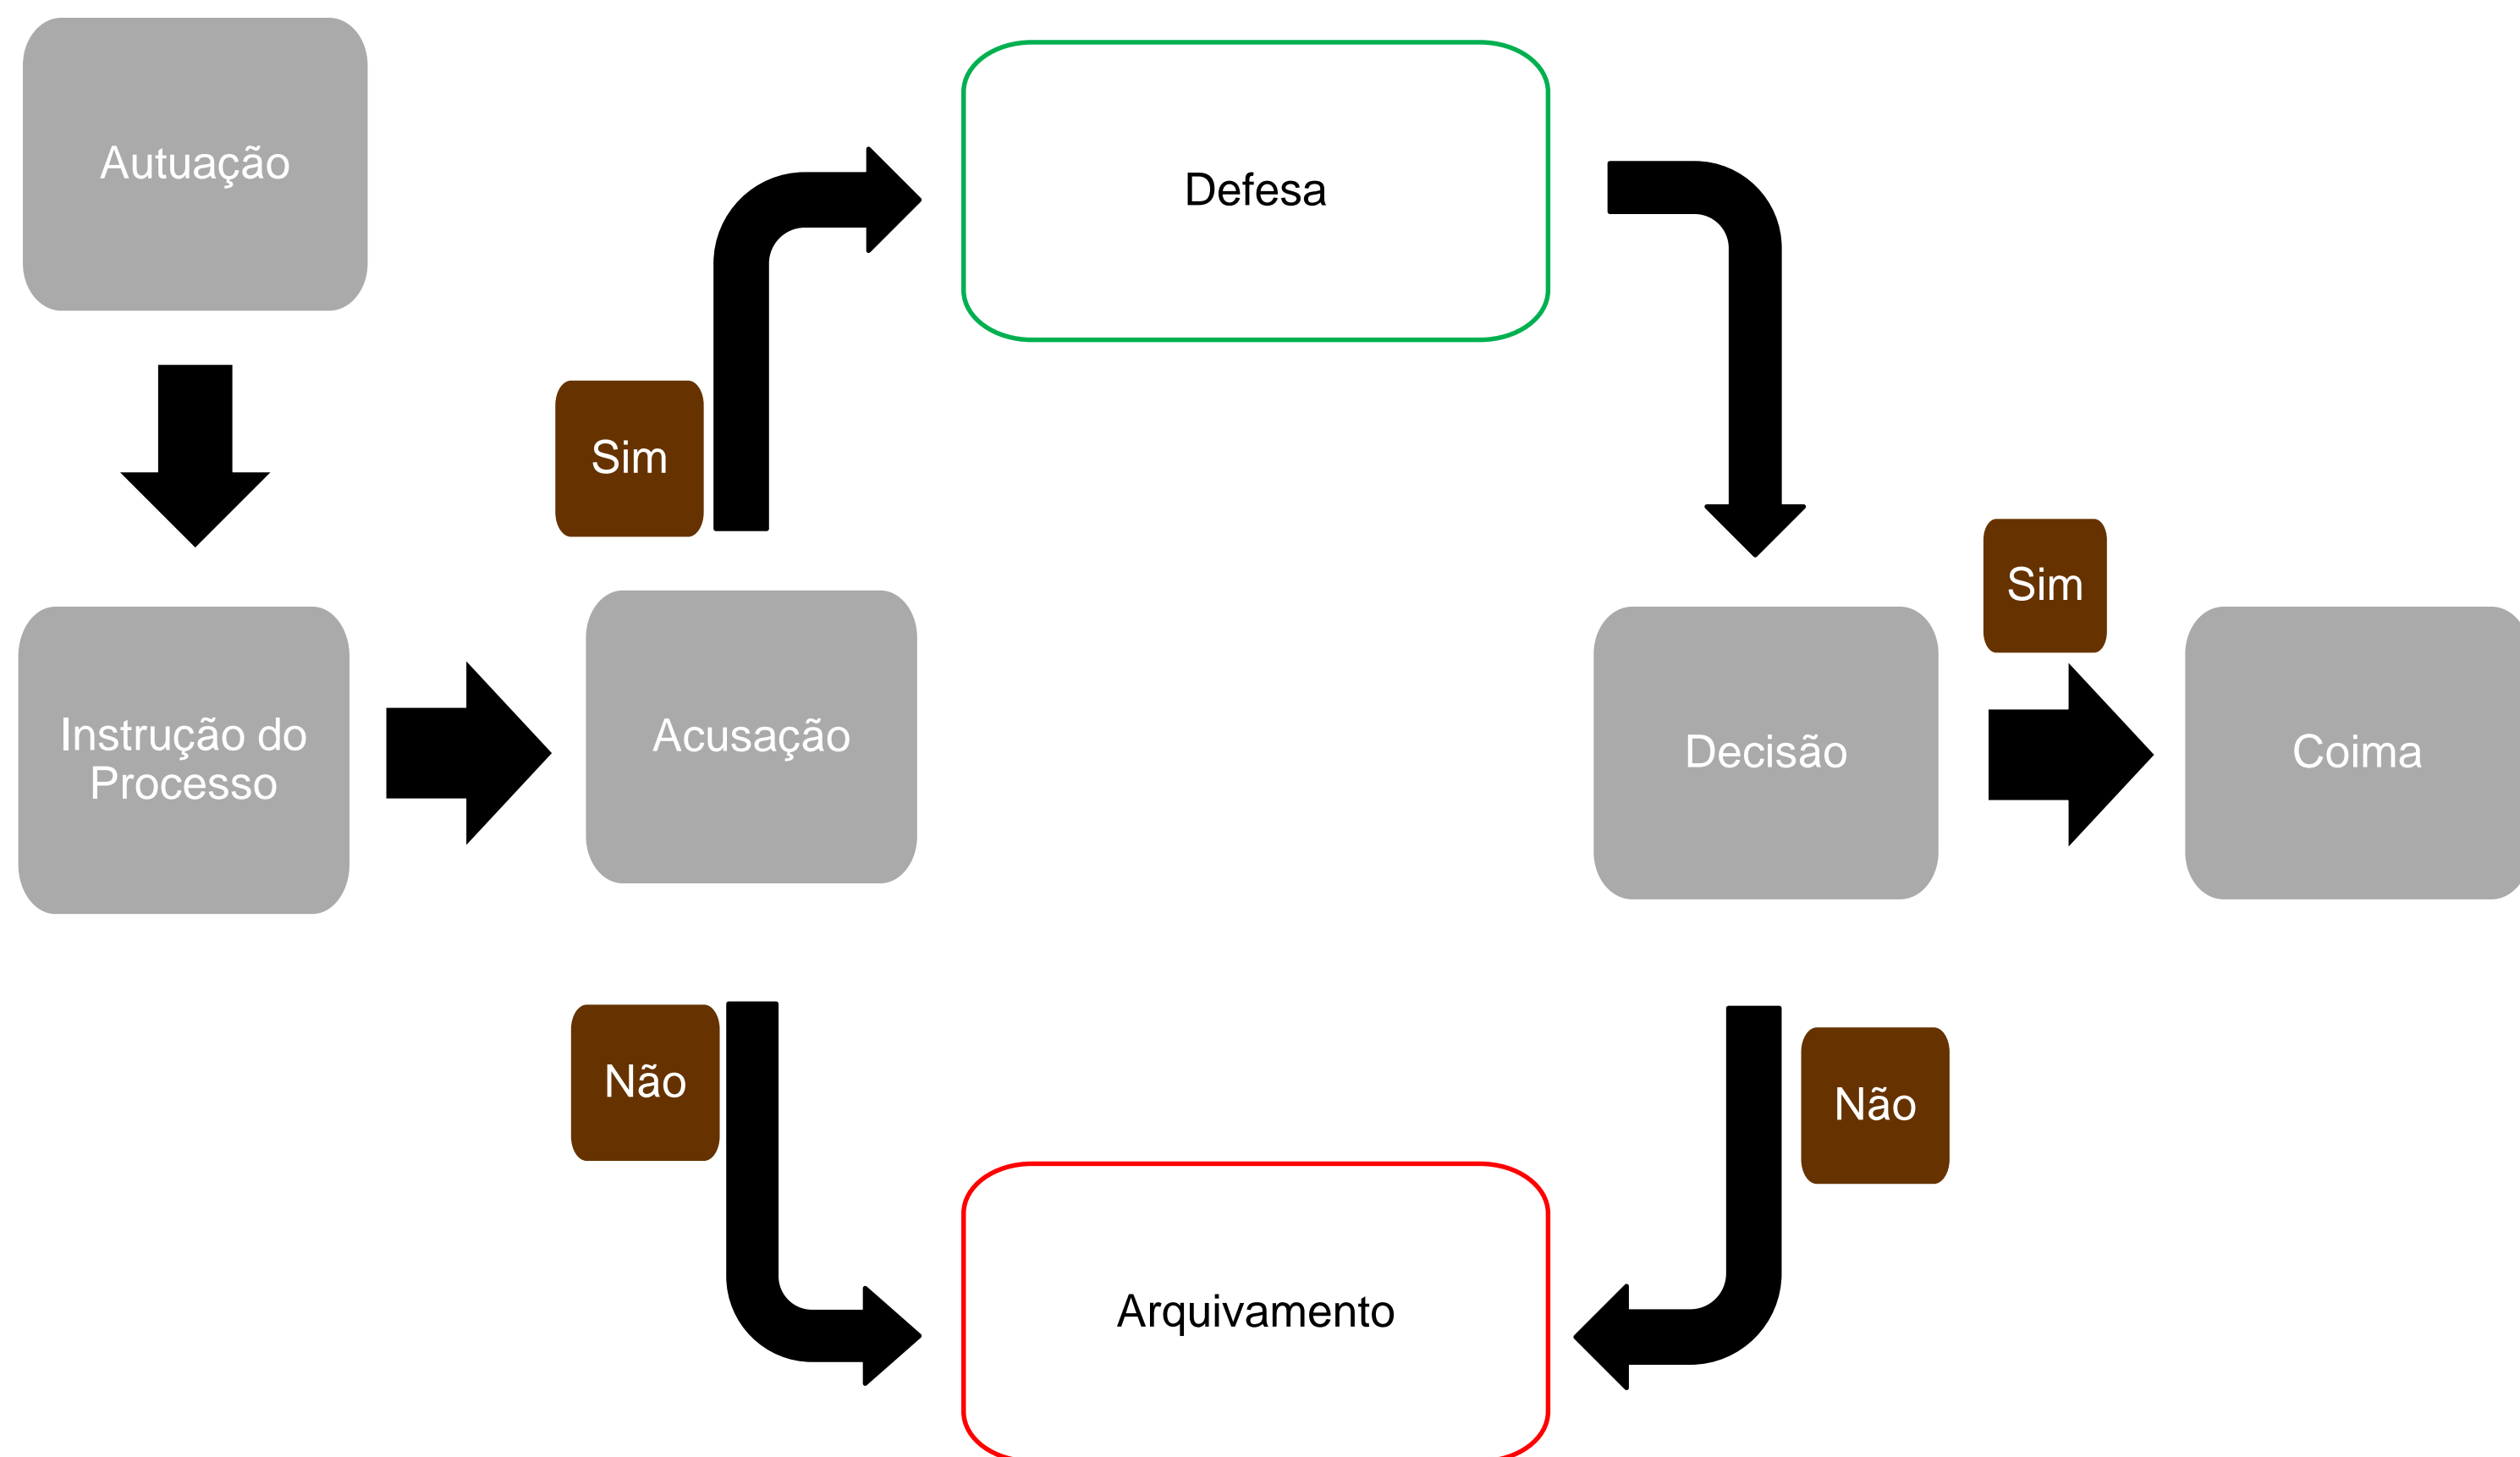 Autuação
Defesa
Sim
Sim
Instrução do
Processo
Acusação
Decisão
Coima
Não
Não
Arquivamento